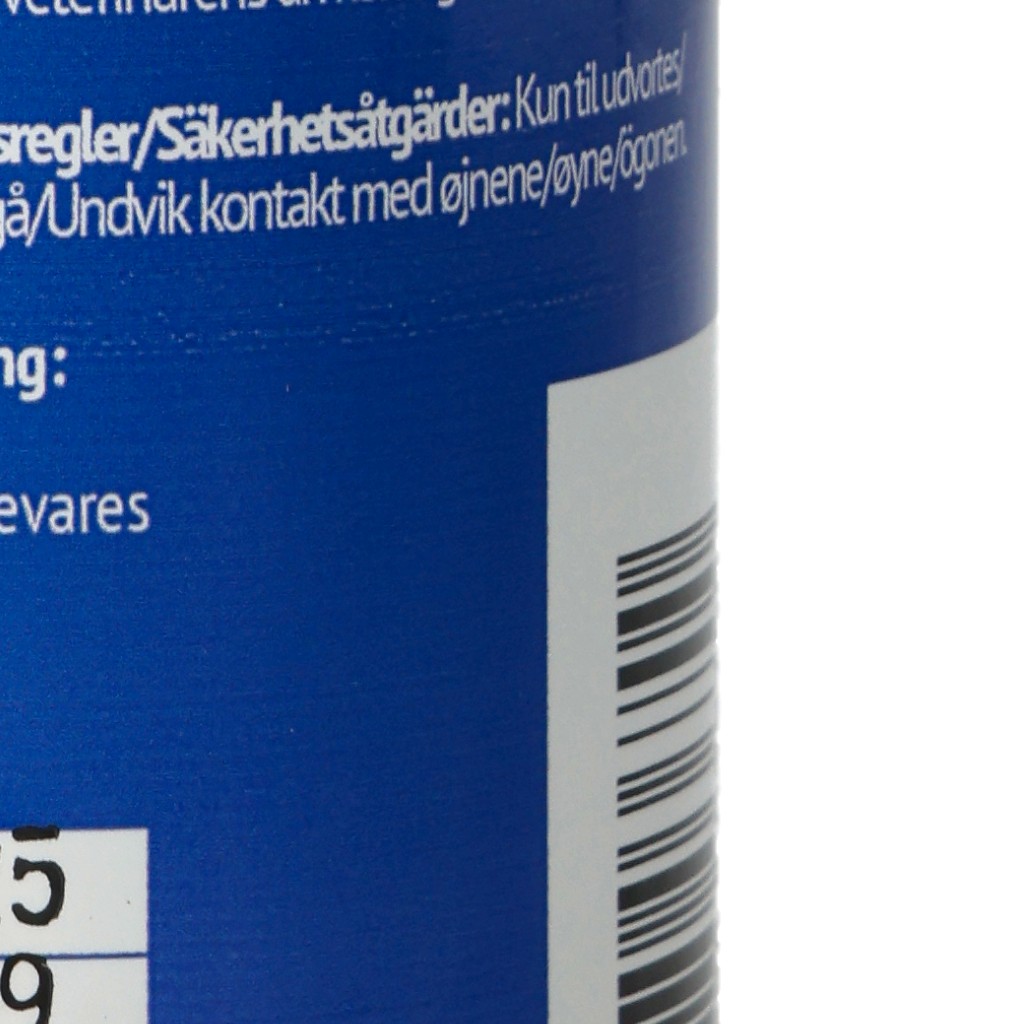 sregler/Säkerhetsåtgärder: Kun til udvortes/
gå/Undvik kontakt med øjnene/øyne/ögonen.
ng:
evares
5
9